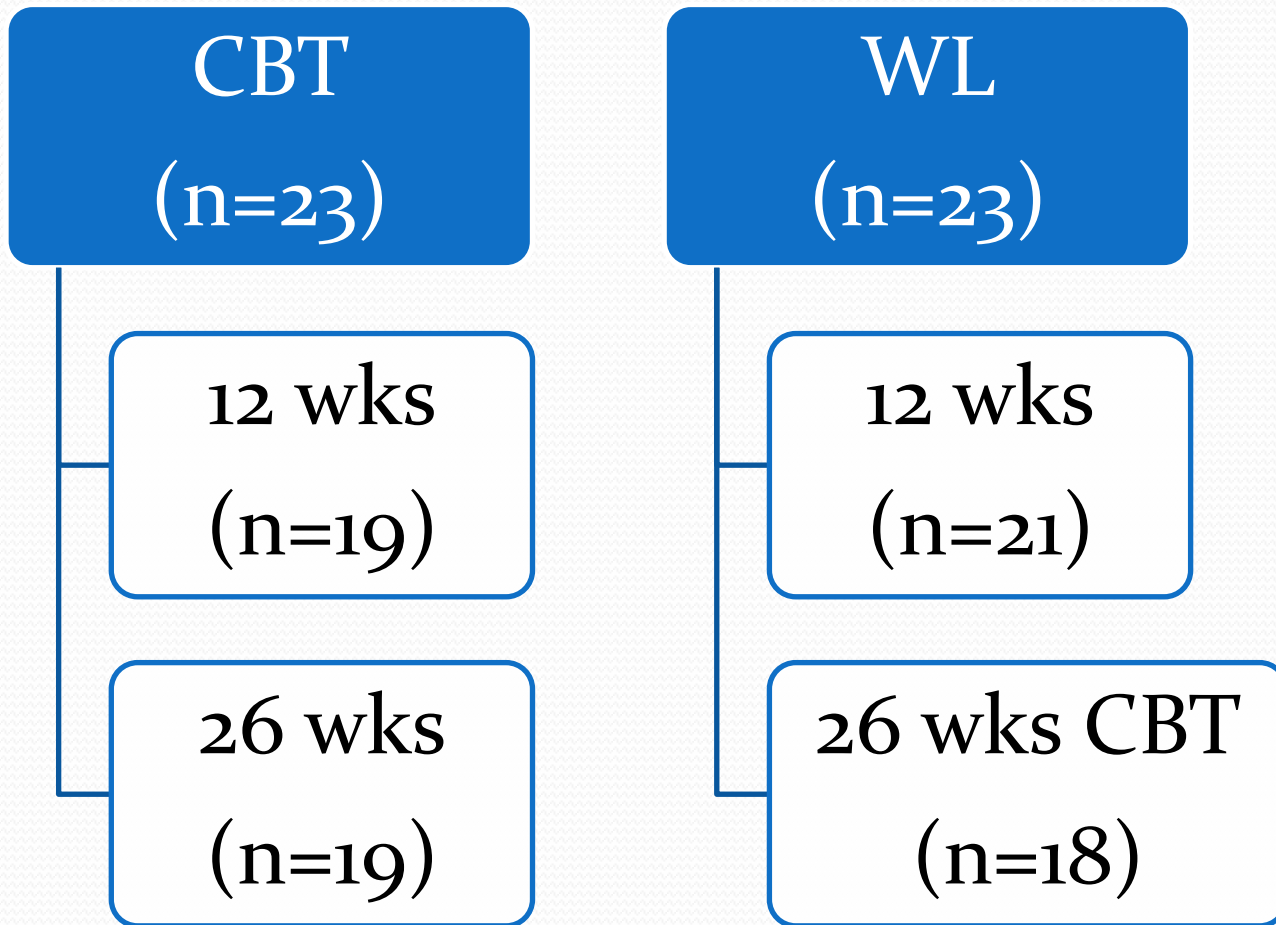 CBT
(n=23)
12 wks
(n=19)
26 wks
(n=19)
WL
(n=23)
12 wks
(n=21)
26 wks CBT
(n=18)